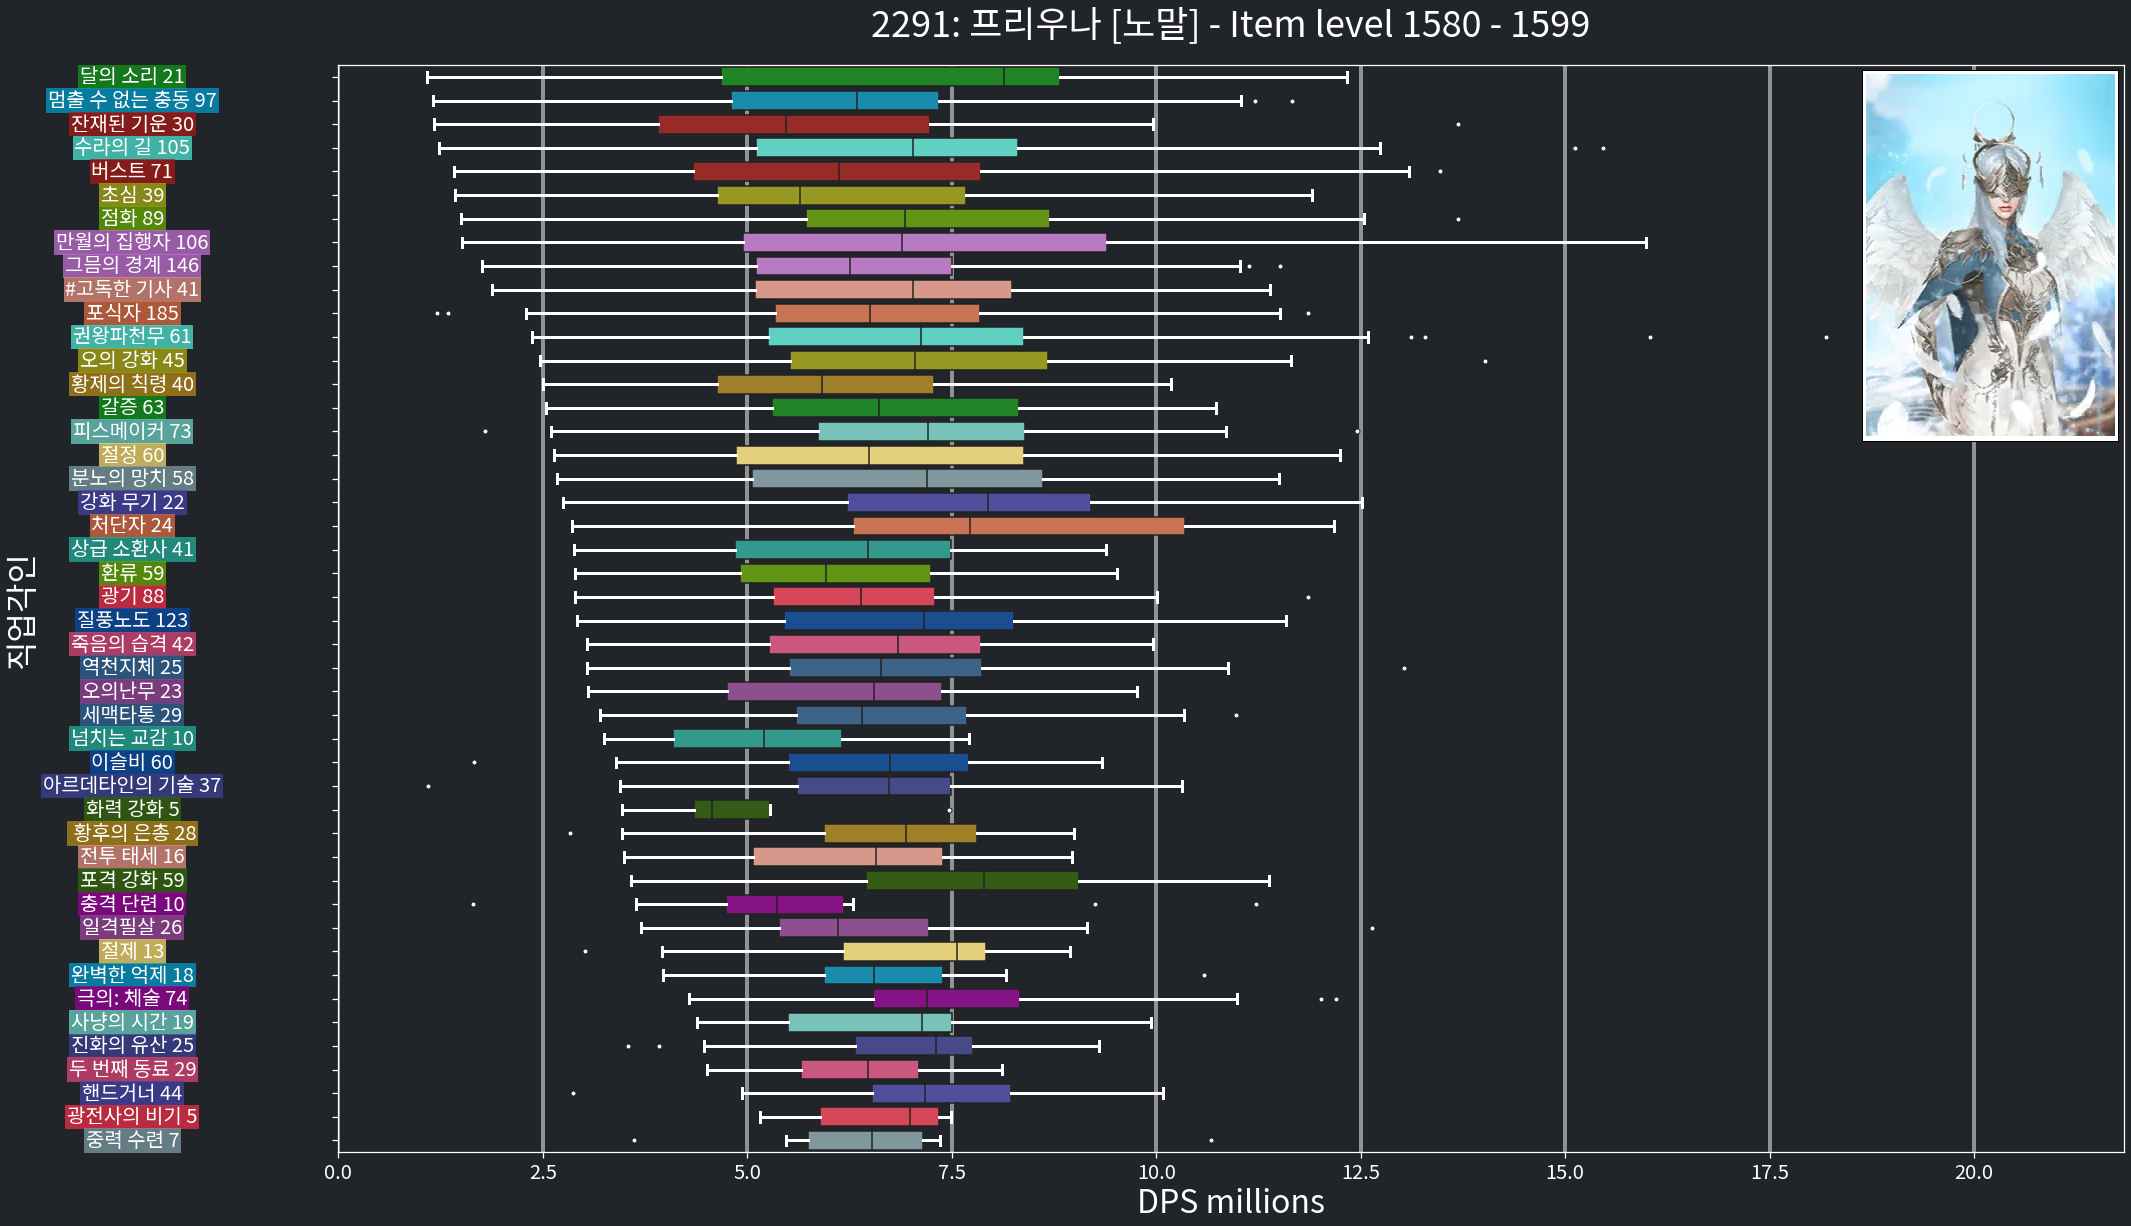 2291: 프리우나 [노말] - Item level 1580 - 1599
달의 소리 21
멈출 수 없는 충동 97
잔재된 기운 30
수라의 길 105
버스트 71
초심 39
점화 89
만월의 집행자 106
그믐의 경계 146
#고독한 기사 41
포식자 185
권왕파천무 61
오의 강화 45
황제의 칙령 40
갈증 63
피스메이커 73
절정 60
분노의 망치 58
강화 무기 22
처단자 24
상급 소환사 41
환류 59
광기 88
질풍노도 123
죽음의 습격 42
역천지체 25
오의난무 23
세맥타통 29
넘치는 교감 10
이슬비 60
아르데타인의 기술 37
화력 강화 5
황후의 은총 28
전투 태세 16
포격 강화 59
충격 단련 10
일격필살 26
절제 13
완벽한 억제 18
극의: 체술 74
사냥의 시간 19
진화의 유산 25
두 번째 동료 29
핸드거너 44
광전사의 비기 5
중력 수련 7
직업각인
0.0 2.5 5.0 7.5 10.0 12.5 15.0 17.5 20.0
DPS millions